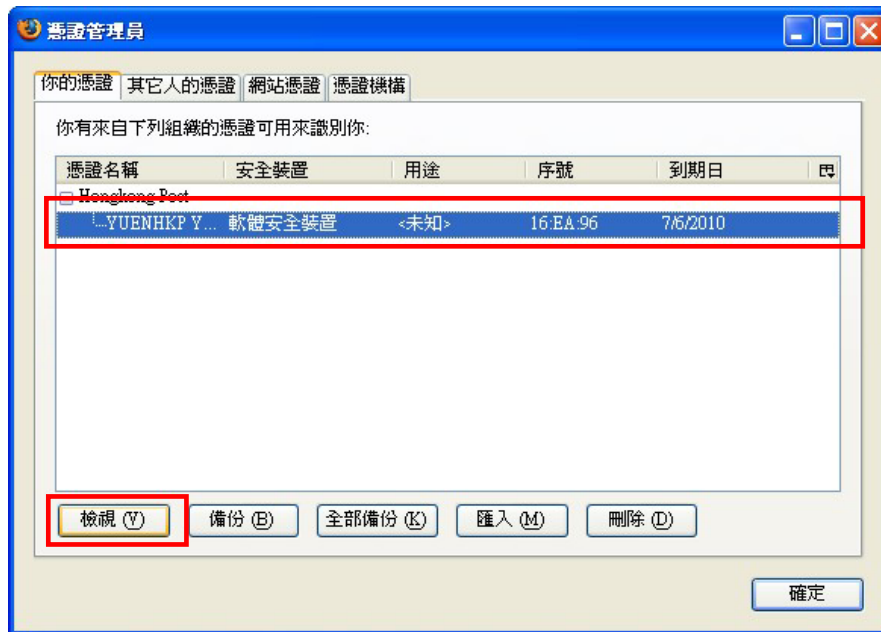 憑證管理員
你的憑證 其它人的憑證 網站憑證 憑證機構
你有來自下列組織的憑證可用來識別你:
憑證名稱 安全裝置 用途 序號 到期日
Hongkong Post
YUENHKP Y... 軟體安全裝置 <未知> 16:EA:96 7/6/2010
檢視 (V) 備份 (B) 全部備份 (K) 匯入 (M) 刪除 (D)
確定